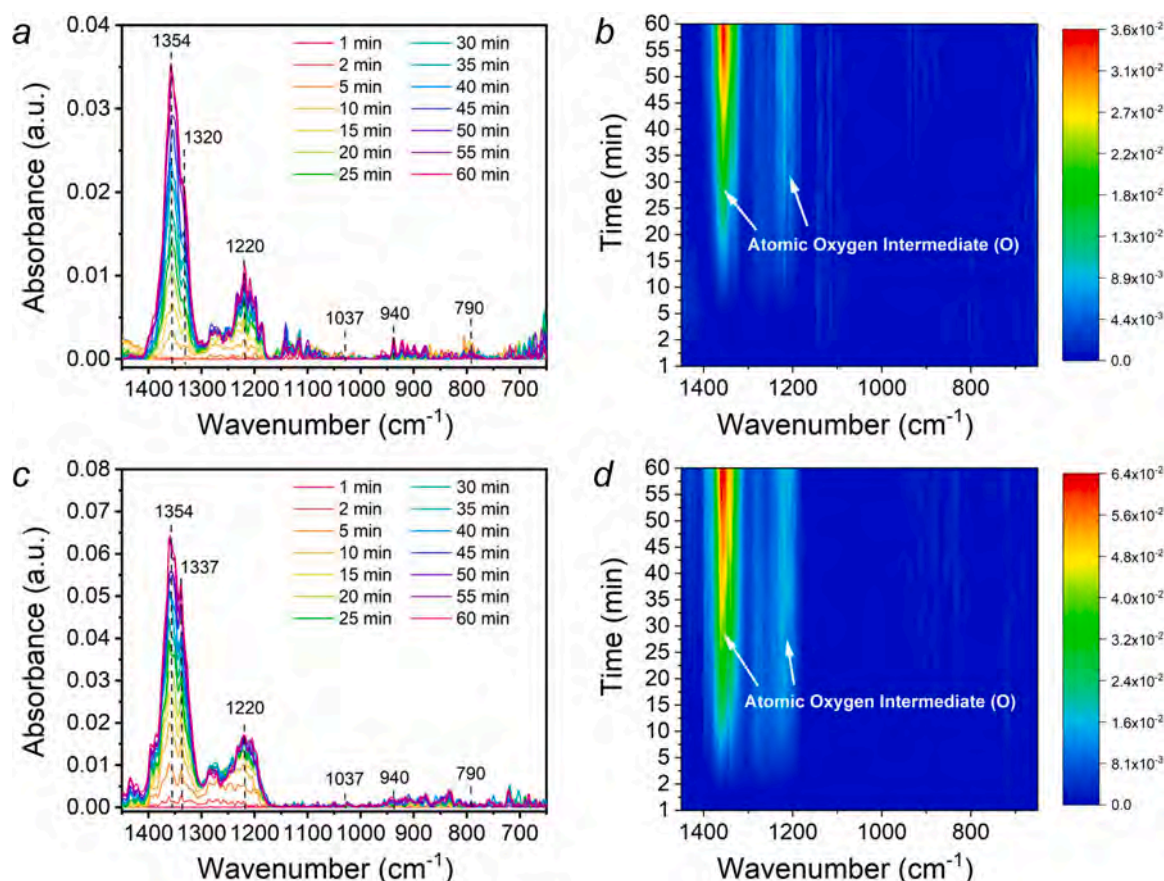 a
Absorbance (a.u.)
0.04
0.03
0.02
0.01
0.00
1354
1320
1220
1037
940
790
1 min
2 min
5 min
10 min
15 min
20 min
25 min
30 min
35 min
40 min
45 min
50 min
55 min
60 min
1400 1300 1200 1100 1000 900 800 700
Wavenumber (cm⁻¹)
b
Time (min)
60
55
50
45
40
35
30
25
20
15
10
5
2
1
Atomic Oxygen Intermediate (O)
1400 1200 1000 800
Wavenumber (cm⁻¹)
3.6x10⁻²
3.1x10⁻²
2.7x10⁻²
2.2x10⁻²
1.8x10⁻²
1.3x10⁻²
8.9x10⁻³
4.4x10⁻³
0.0
c
Absorbance (a.u.)
0.08
0.07
0.06
0.05
0.04
0.03
0.02
0.01
0.00
1354
1337
1220
1037
940
790
1 min
2 min
5 min
10 min
15 min
20 min
25 min
30 min
35 min
40 min
45 min
50 min
55 min
60 min
1400 1300 1200 1100 1000 900 800 700
Wavenumber (cm⁻¹)
d
Time (min)
60
55
50
45
40
35
30
25
20
15
10
5
2
1
Atomic Oxygen Intermediate (O)
1400 1200 1000 800
Wavenumber (cm⁻¹)
6.4x10⁻²
5.6x10⁻²
4.8x10⁻²
4.0x10⁻²
3.2x10⁻²
2.4x10⁻²
1.6x10⁻²
8.0x10⁻³
0.0